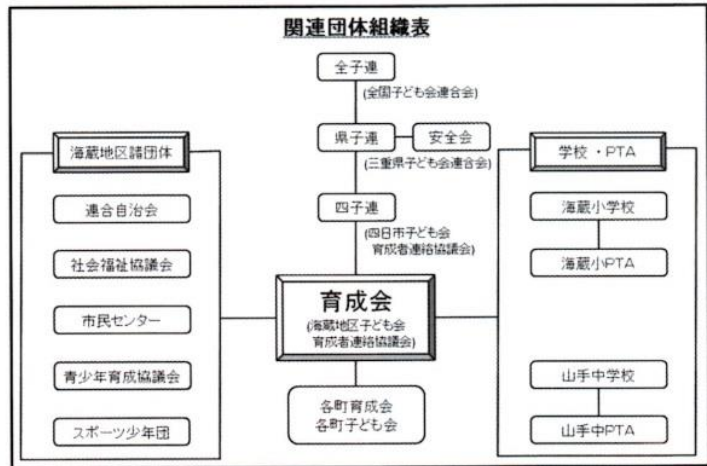 関連団体組織表
全子連
(全国子ども会連合会)
県子連
安全会
(三重県子ども会連合会)
四子連
(四日市子ども会
育成者連絡協議会)
育成会
(海蔵地区子ども会
育成者連絡協議会)
各町育成会
各町子ども会
海蔵地区諸団体
連合自治会
社会福祉協議会
市民センター
青少年育成協議会
スポーツ少年団
学校・PTA
海蔵小学校
海蔵小PTA
山手中学校
山手中PTA